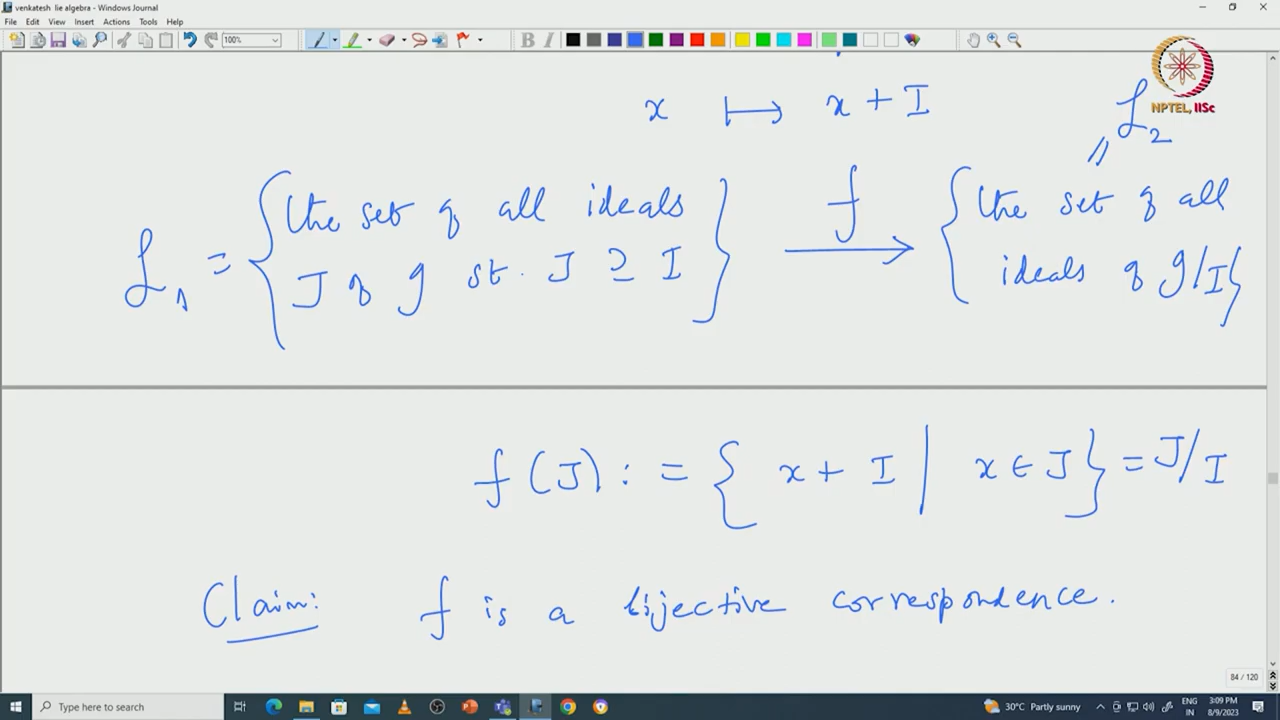 venkatesh lie algebra - Windows Journal
File Edit View Insert Actions Tools Help
100%
B I
NPTEL, IISc
x ↦ x + I
ℒ₂
ℒ₁ = { the set of all ideals J of g st. J ⊇ I } —f→ { the set of all ideals of g/I }
f(J) := { x + I | x ∈ J } = J/I
Claim: f is a bijective correspondence.
84 / 120
Type here to search
30°C Partly sunny
ENG IN
3:09 PM
8/9/2023